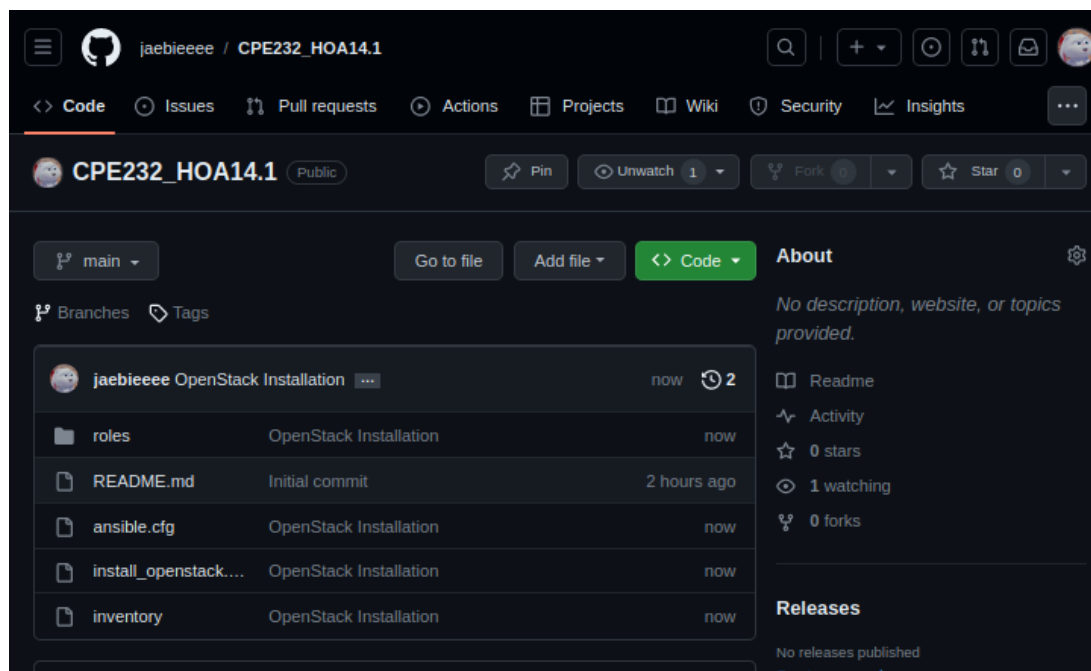 jaebieeee / CPE232_HOA14.1
Code Issues Pull requests Actions Projects Wiki Security Insights
CPE232_HOA14.1 Public Pin Unwatch 1 Fork 0 Star 0
main Go to file Add file Code
Branches Tags
jaebieeee OpenStack Installation ... now 2
roles OpenStack Installation now
README.md Initial commit 2 hours ago
ansible.cfg OpenStack Installation now
install_openstack.... OpenStack Installation now
inventory OpenStack Installation now
About
No description, website, or topics
provided.
Readme
Activity
0 stars
1 watching
0 forks
Releases
No releases published